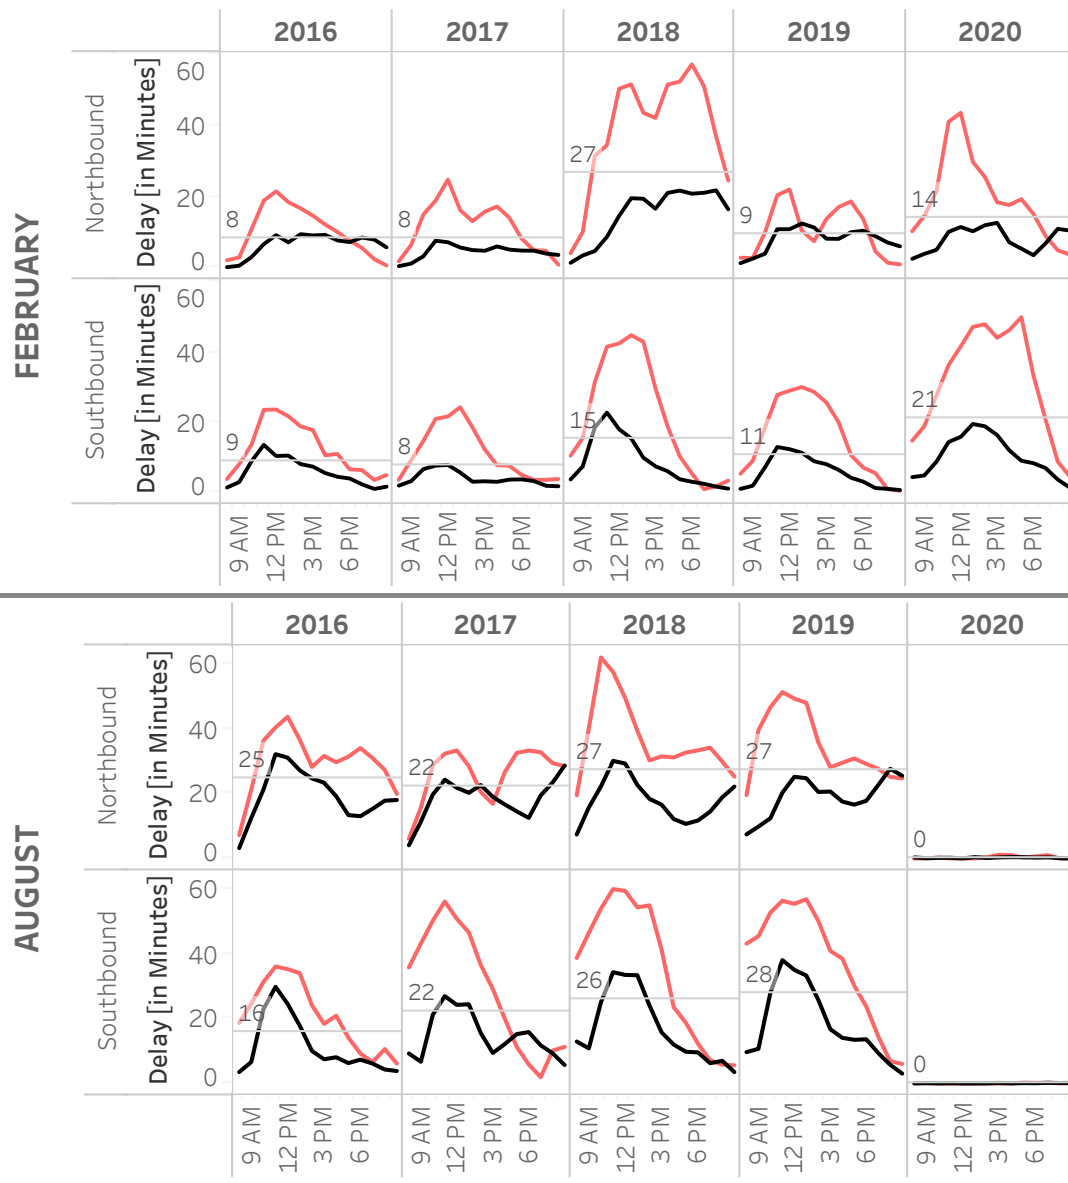 2016 2017 2018 2019 2020
FEBRUARY
Northbound
Delay [in Minutes]
60
40
20
0
8 8 27 9 14
Southbound
Delay [in Minutes]
60
40
20
0
9 8 15 11 21
9 AM 12 PM 3 PM 6 PM 9 AM 12 PM 3 PM 6 PM 9 AM 12 PM 3 PM 6 PM 9 AM 12 PM 3 PM 6 PM 9 AM 12 PM 3 PM 6 PM
2016 2017 2018 2019 2020
AUGUST
Northbound
Delay [in Minutes]
60
40
20
0
25 22 27 27 0
Southbound
Delay [in Minutes]
60
40
20
0
16 22 26 28 0
9 AM 12 PM 3 PM 6 PM 9 AM 12 PM 3 PM 6 PM 9 AM 12 PM 3 PM 6 PM 9 AM 12 PM 3 PM 6 PM 9 AM 12 PM 3 PM 6 PM